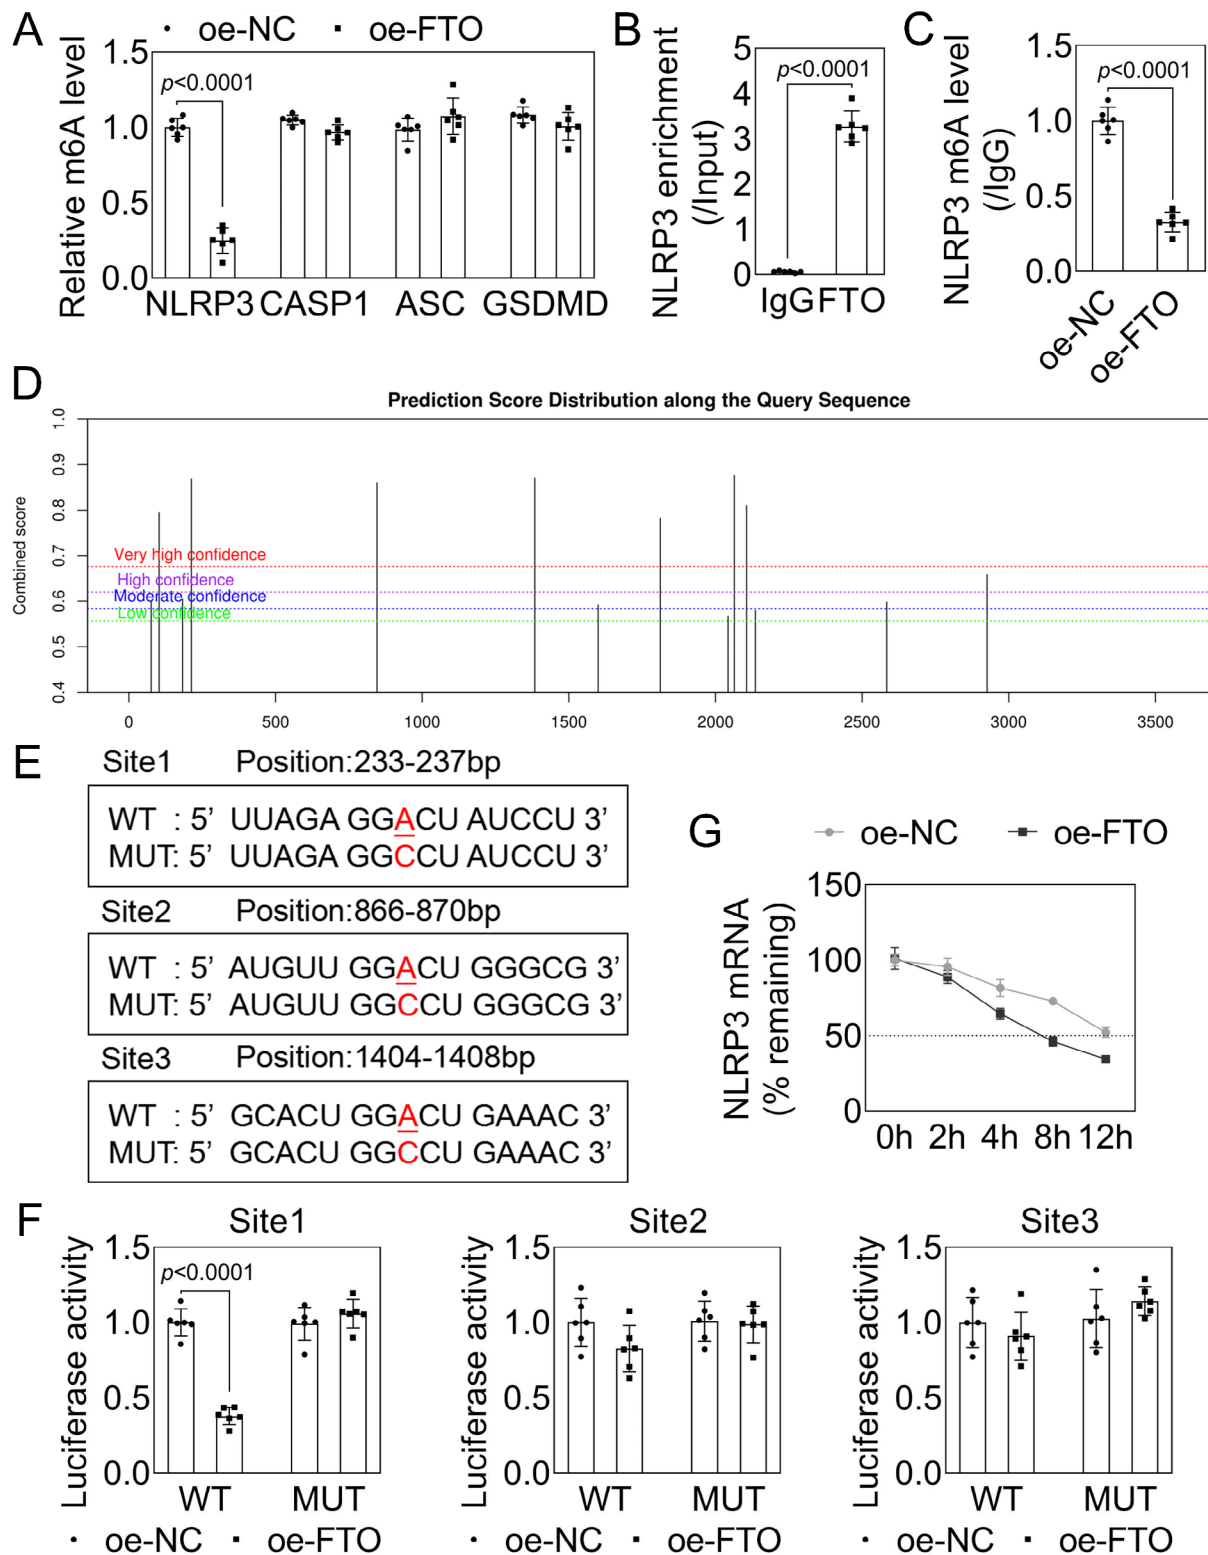 A
oe-NC oe-FTO
Relative m6A level
1.5
1.0
0.5
0.0
p<0.0001
NLRP3 CASP1 ASC GSDMD
B
NLRP3 enrichment
(/Input)
5
4
3
2
1
0
p<0.0001
IgG FTO
C
NLRP3 m6A level
(/IgG)
1.5
1.0
0.5
0.0
p<0.0001
oe-NC
oe-FTO
D
Prediction Score Distribution along the Query Sequence
Combined score
1.0
0.9
0.8
0.7
0.6
0.5
0.4
Very high confidence
High confidence
Moderate confidence
Low confidence
0 500 1000 1500 2000 2500 3000 3500
E
Site1 Position:233-237bp
WT : 5’ UUAGA GGACU AUCCU 3’
MUT: 5’ UUAGA GGCCU AUCCU 3’
Site2 Position:866-870bp
WT : 5’ AUGUU GGACU GGGCG 3’
MUT: 5’ AUGUU GGCCU GGGCG 3’
Site3 Position:1404-1408bp
WT : 5’ GCACU GGACU GAAAC 3’
MUT: 5’ GCACU GGCCU GAAAC 3’
G
oe-NC oe-FTO
NLRP3 mRNA
(% remaining)
150
100
50
0
0h 2h 4h 8h 12h
F
Site1
Luciferase activity
1.5
1.0
0.5
0.0
p<0.0001
WT MUT
oe-NC oe-FTO
Site2
Luciferase activity
1.5
1.0
0.5
0.0
WT MUT
oe-NC oe-FTO
Site3
Luciferase activity
1.5
1.0
0.5
0.0
WT MUT
oe-NC oe-FTO